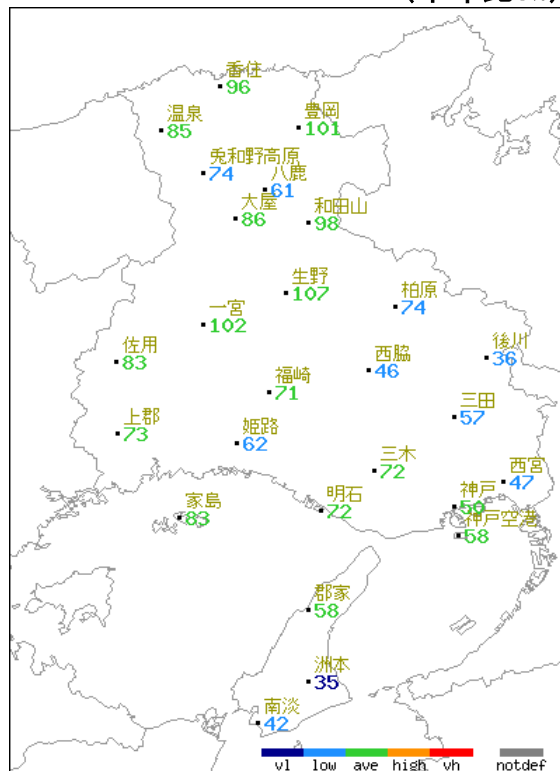 香住
96
温泉
85
豊岡
101
兎和野高原
74
八鹿
61
大屋
86
和田山
98
生野
107
柏原
74
一宮
102
佐用
83
西脇
46
後川
36
福崎
71
三田
57
上郡
73
姫路
62
三木
72
西宮
47
家島
83
明石
72
神戸
神戸空港
58
郡家
58
洲本
35
南淡
42
vl low ave high vh notdef